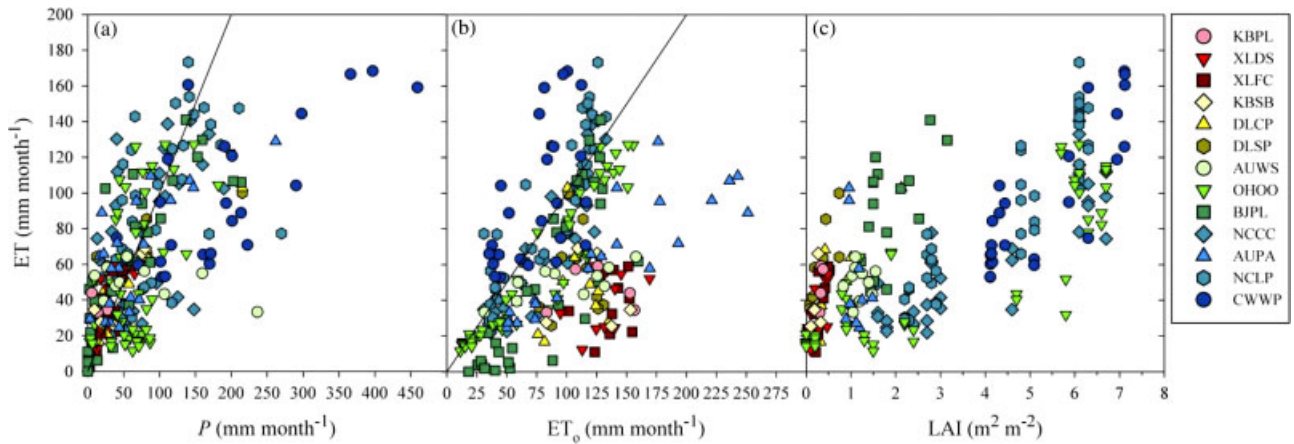 (a)
(b)
(c)
200
180
160
140
120
100
80
60
40
20
0
ET (mm month⁻¹)
0 50 100 150 200 250 300 350 400 450
0 25 50 75 100 125 150 175 200 225 250 275
0 1 2 3 4 5 6 7 8
P (mm month⁻¹)
ETₒ (mm month⁻¹)
LAI (m² m⁻²)
KBPL
XLDS
XLFC
KBSB
DLCP
DLSP
AUWS
OHOO
BJPL
NCCC
AUPA
NCLP
CWWP